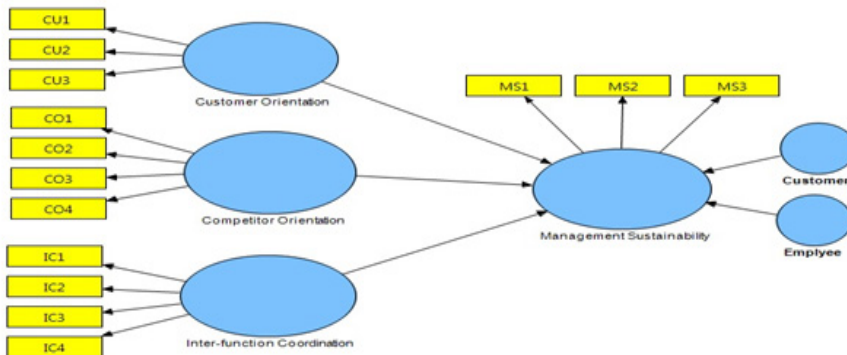 CU1
CU2
CU3
Customer Orientation
CO1
CO2
CO3
CO4
Competitor Orientation
IC1
IC2
IC3
IC4
Inter-function Coordination
MS1
MS2
MS3
Management Sustainability
Customer
Emplyee